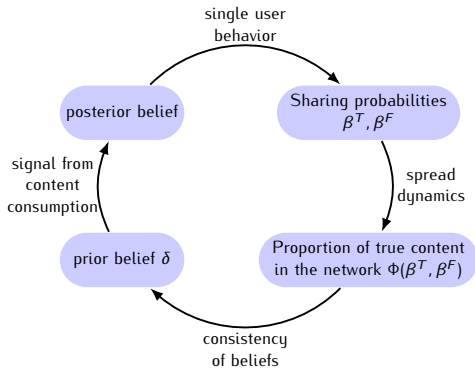 single user
behavior
posterior belief
Sharing probabilities
β^T, β^F
signal from
content
consumption
spread
dynamics
prior belief δ
Proportion of true content
in the network Φ(β^T, β^F)
consistency
of beliefs